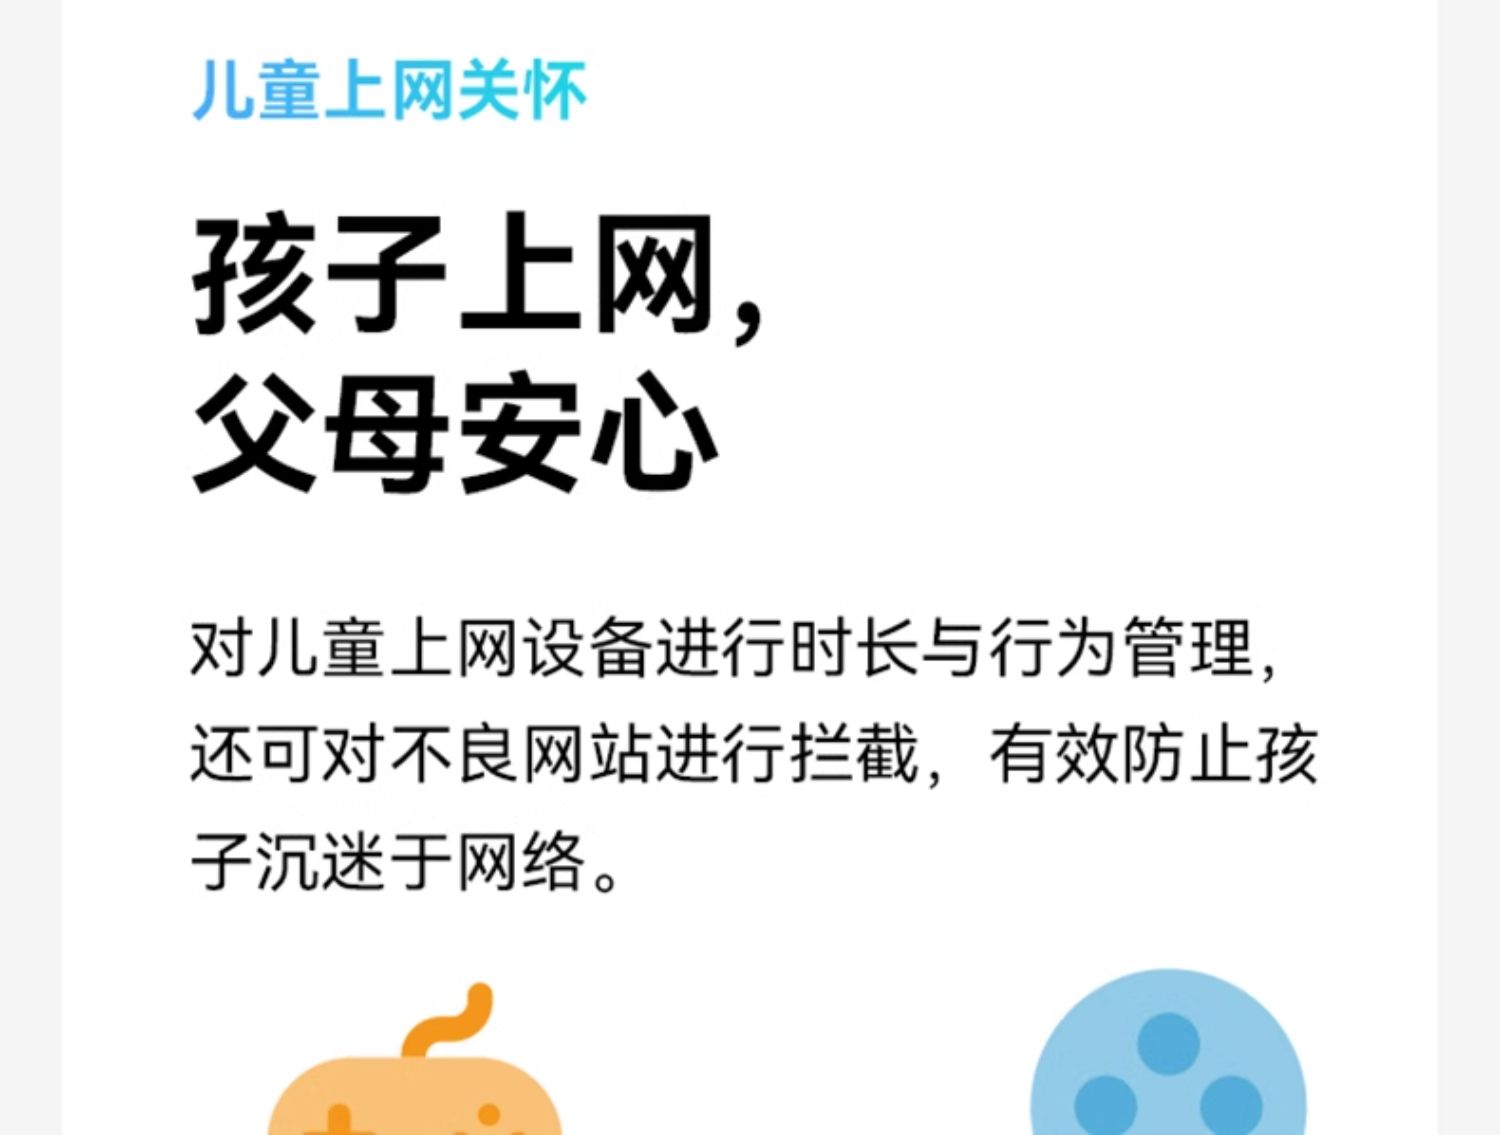 儿童上网关怀
孩子上网，
父母安心
对儿童上网设备进行时长与行为管理，
还可对不良网站进行拦截，有效防止孩
子沉迷于网络。